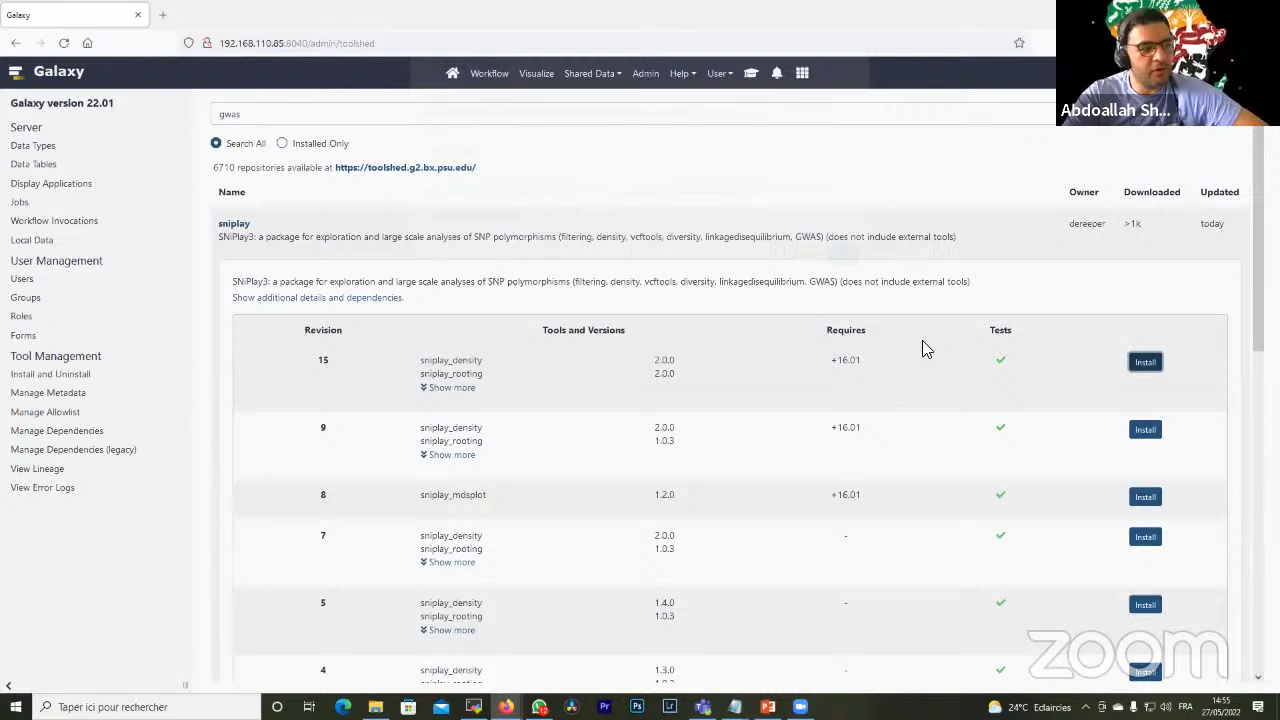 Galaxy
192.168.110.85:6040/admin/toolshed
Galaxy
Workflow
Visualize
Shared Data
Admin
Help
User
Abdoallah Sh...
Galaxy version 22.01
Server
Data Types
Data Tables
Display Applications
Jobs
Workflow Invocations
Local Data
User Management
Users
Groups
Roles
Forms
Tool Management
Install and Uninstall
Manage Metadata
Manage Allowlist
Manage Dependencies
Manage Dependencies (legacy)
View Lineage
View Error Logs
gwas
Search All
Installed Only
6710 repositories available at https://toolshed.g2.bx.psu.edu/
Name Owner Downloaded Updated
sniplay dereeper >1k today
SNiPlay3: a package for exploration and large scale analyses of SNP polymorphisms (filtering, density, vcftools, diversity, linkagedisequilibrium, GWAS) (does not include external tools)
SNiPlay3: a package for exploration and large scale analyses of SNP polymorphisms (filtering, density, vcftools, diversity, linkagedisequilibrium, GWAS) (does not include external tools)
Show additional details and dependencies.
Revision Tools and Versions Requires Tests
15 sniplay_density 2.0.0 +16.01 Install
sniplay_rooting 2.0.0
Show more
9 sniplay_density 2.0.0 +16.01 Install
sniplay_rooting 1.0.3
Show more
8 sniplay_mdsplot 1.2.0 +16.01 Install
7 sniplay_density 2.0.0 - Install
sniplay_rooting 1.0.3
Show more
5 sniplay_density 1.4.0 - Install
sniplay_rooting 1.0.3
Show more
4 sniplay_density 1.3.0 - Install
zoom
Taper ici pour rechercher
24°C Eclaircies
FRA
14:55
27/05/2022